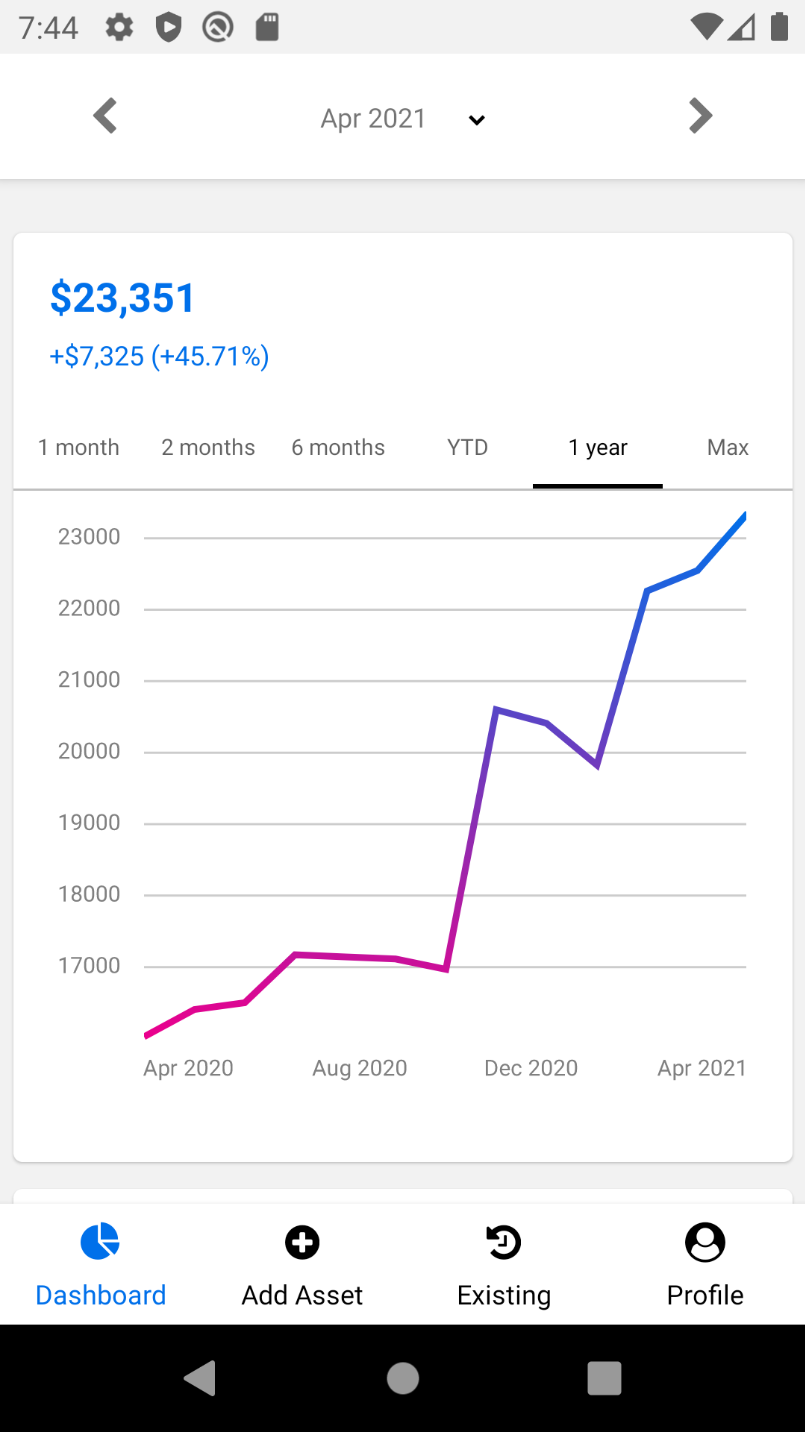 7:44
Apr 2021
$23,351
+$7,325 (+45.71%)
1 month 2 months 6 months YTD 1 year Max
23000
22000
21000
20000
19000
18000
17000
Apr 2020 Aug 2020 Dec 2020 Apr 2021
Dashboard Add Asset Existing Profile